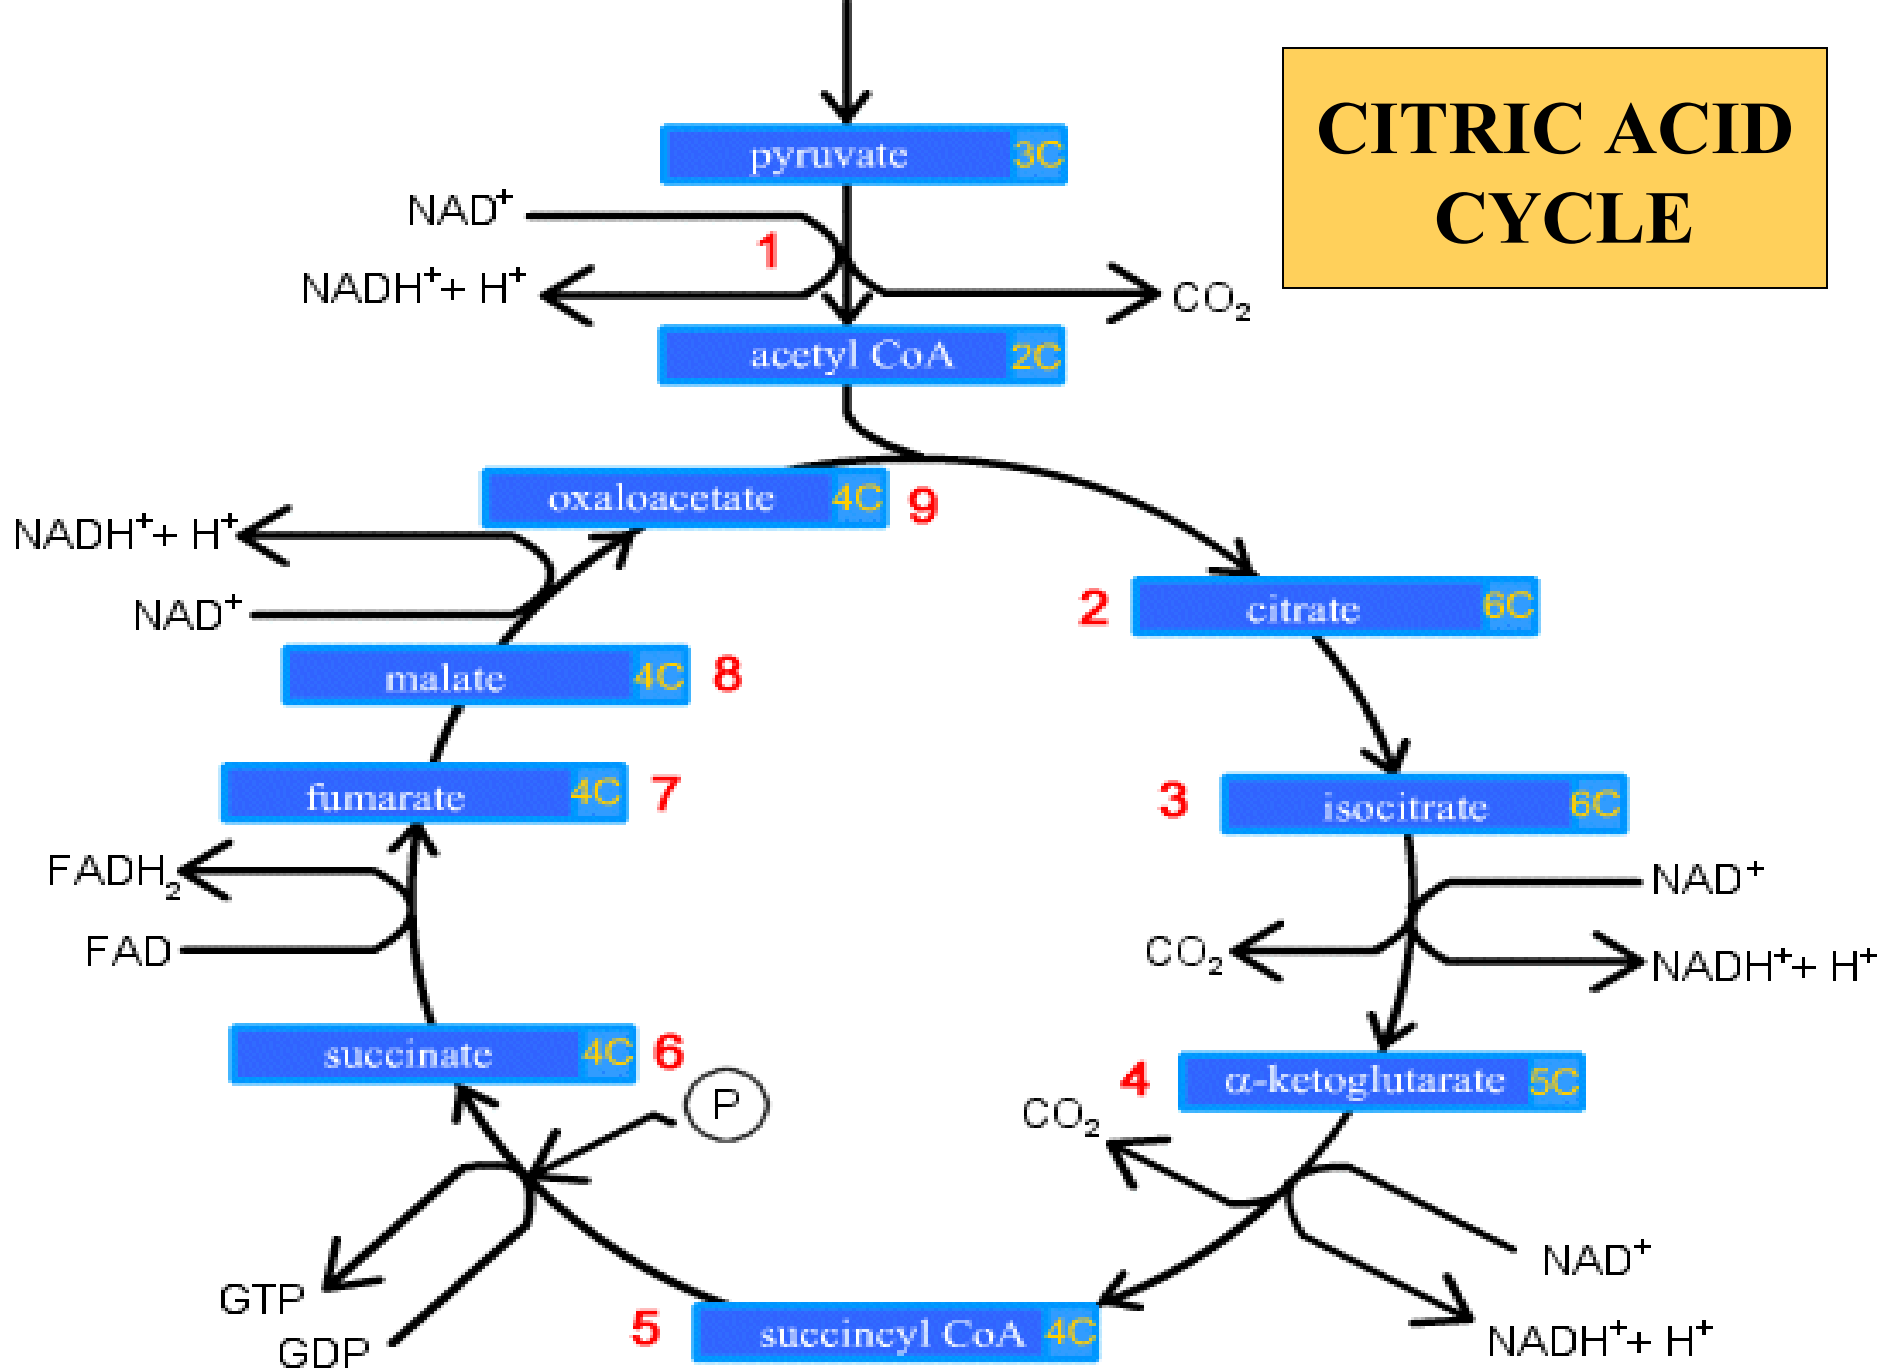 CITRIC ACID
CYCLE
pyruvate 3C
NAD⁺
1
NADH⁺+ H⁺
CO₂
acetyl CoA 2C
oxaloacetate 4C 9
NADH⁺+ H⁺
NAD⁺
2 citrate 6C
malate 4C 8
fumarate 4C 7
3 isocitrate 6C
FADH₂
FAD
NAD⁺
CO₂
NADH⁺+ H⁺
succinate 4C 6
4 α-ketoglutarate 5C
P
CO₂
NAD⁺
NADH⁺+ H⁺
GTP
GDP
5 succincyl CoA 4C